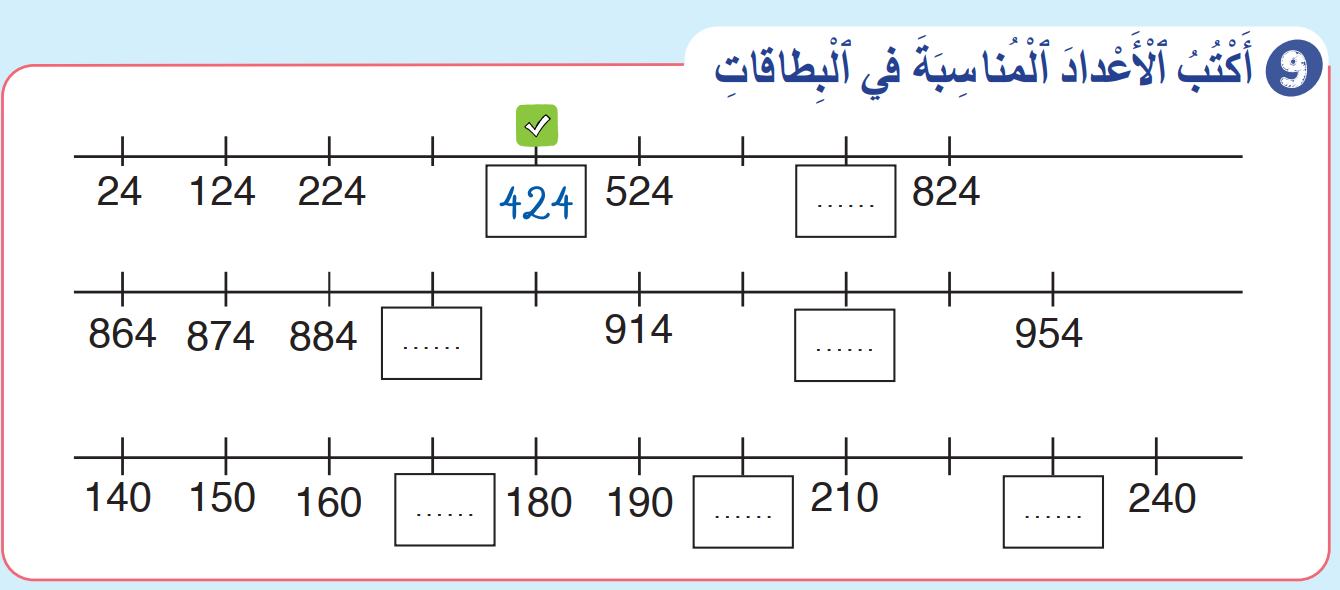 9 أَكْتُبُ ٱلْأَعْدادَ ٱلْمُناسِبَةَ في ٱلْبِطاقاتِ
24 124 224 424 524 ...... 824
864 874 884 ...... 914 ...... 954
140 150 160 ...... 180 190 ...... 210 ...... 240